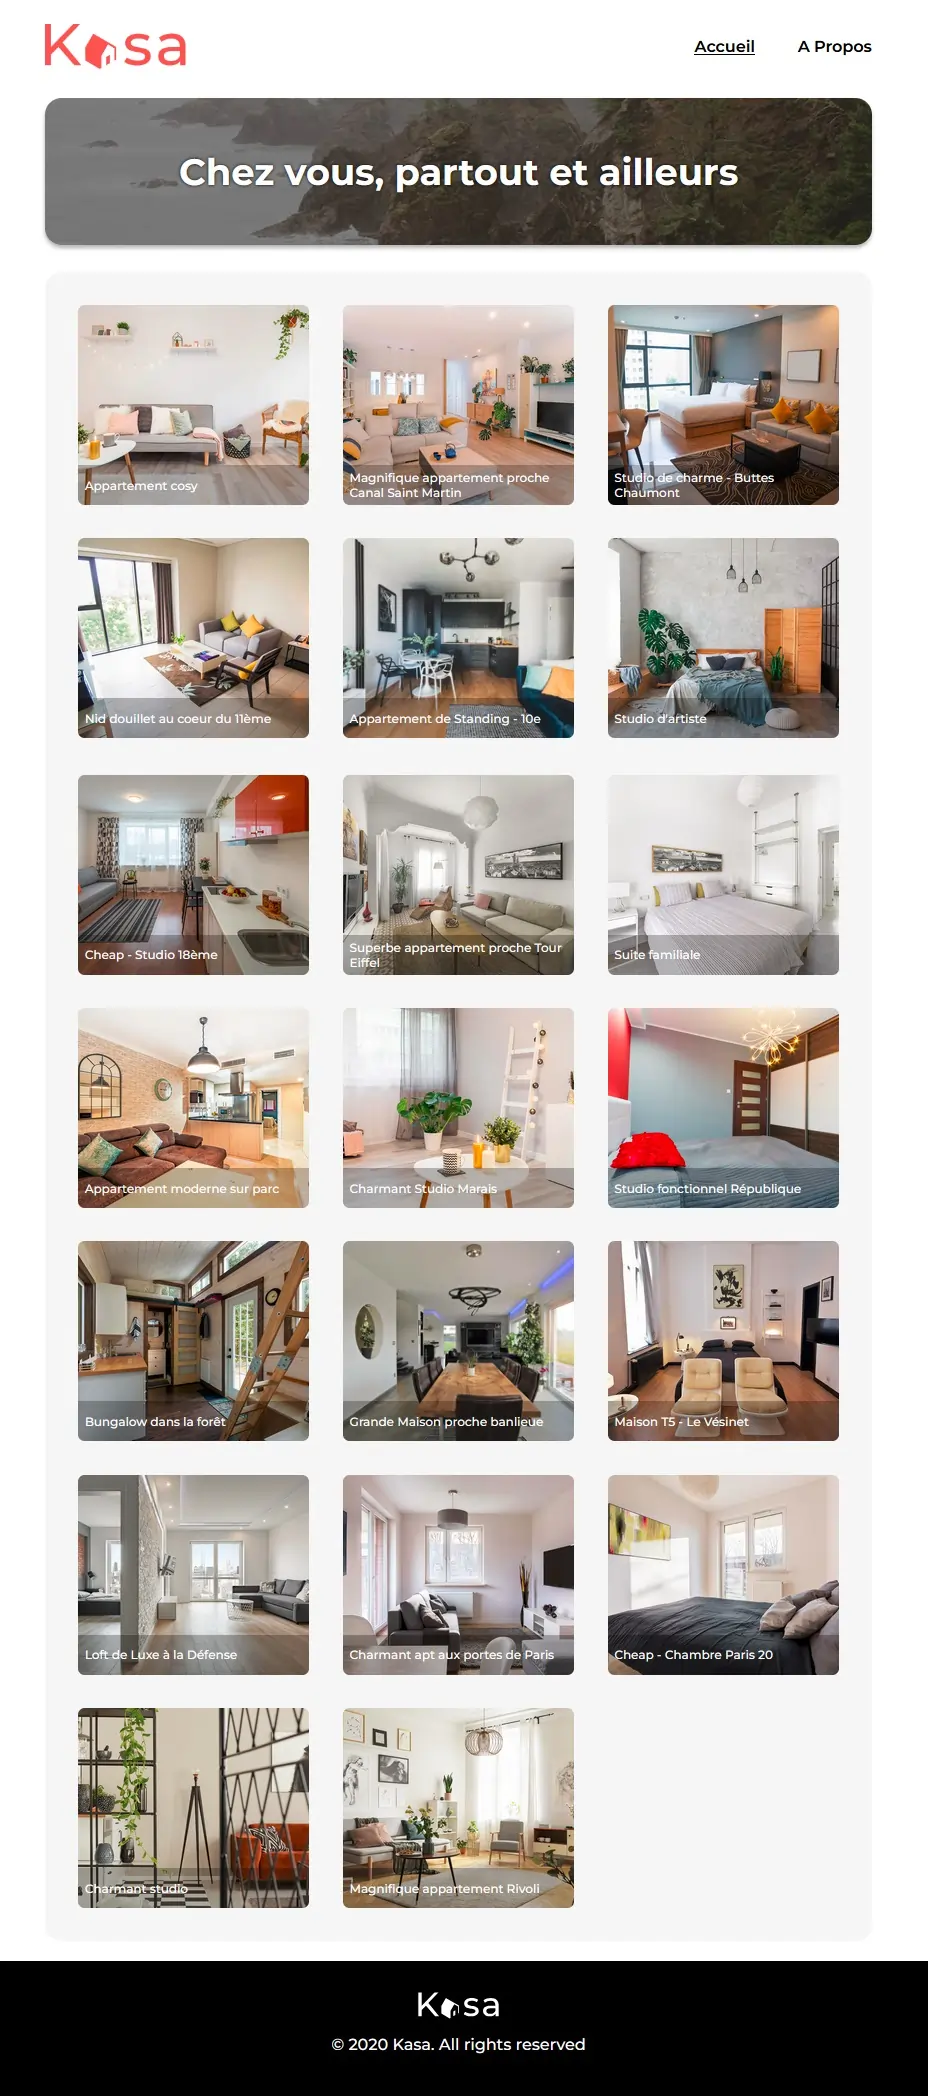 Kasa
Accueil
A Propos
Chez vous, partout et ailleurs
Appartement cosy
Magnifique appartement proche
Canal Saint Martin
Studio de charme - Buttes
Chaumont
Nid douillet au coeur du 11ème
Appartement de Standing - 10e
Studio d'artiste
Cheap - Studio 18ème
Superbe appartement proche Tour
Eiffel
Suite familiale
Appartement moderne sur parc
Charmant Studio Marais
Studio fonctionnel République
Bungalow dans la forêt
Grande Maison proche banlieue
Maison T5 - Le Vésinet
Loft de Luxe à la Défense
Charmant apt aux portes de Paris
Cheap - Chambre Paris 20
Charmant studio
Magnifique appartement Rivoli
Kasa
© 2020 Kasa. All rights reserved